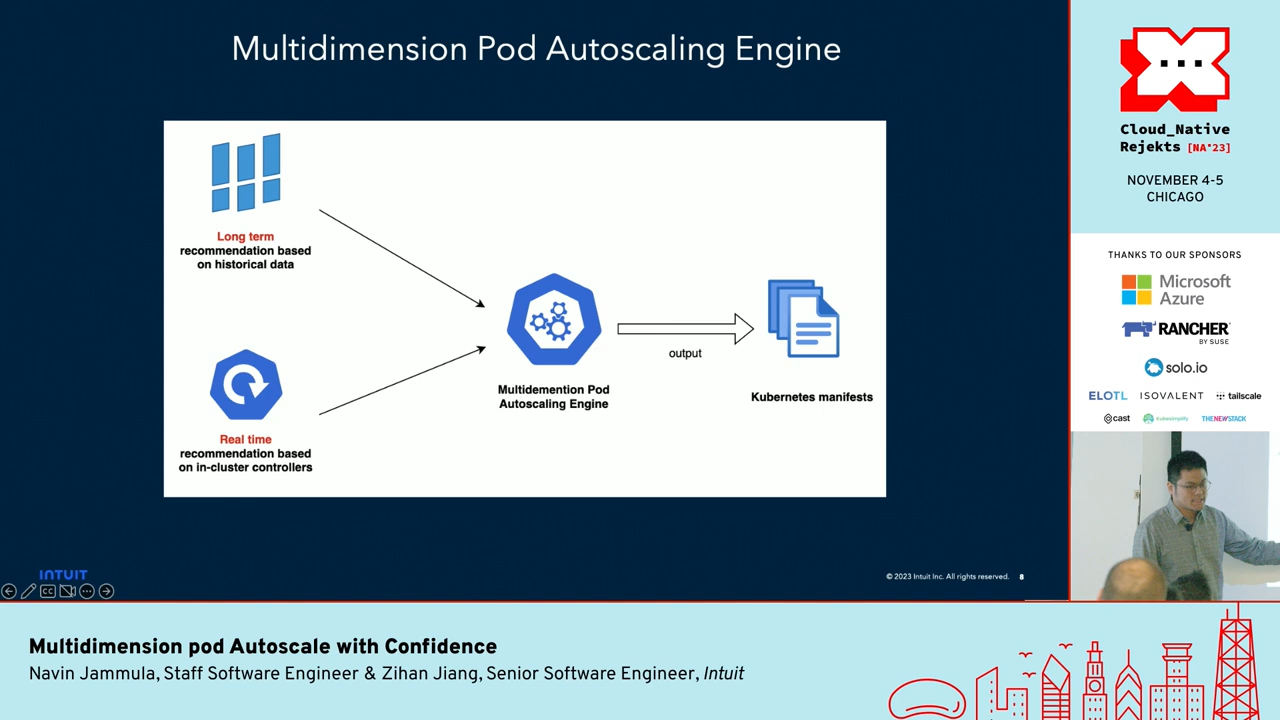 Multidimension Pod Autoscaling Engine
Long term
recommendation based
on historical data
Real time
recommendation based
on in-cluster controllers
Multidemention Pod
Autoscaling Engine
output
Kubernetes manifests
INTUIT
CC
© 2023 Intuit Inc. All rights reserved. 8
Cloud_Native
Rejekts [NA'23]
NOVEMBER 4-5
CHICAGO
THANKS TO OUR SPONSORS
Microsoft
Azure
RANCHER
BY SUSE
solo.io
ELOTL ISOVALENT tailscale
cast kubesimplify THENEWSTACK
Multidimension pod Autoscale with Confidence
Navin Jammula, Staff Software Engineer & Zihan Jiang, Senior Software Engineer, Intuit